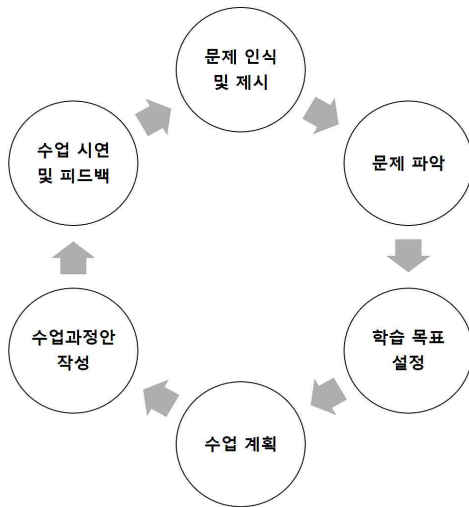 문제 인식
및 제시
문제 파악
학습 목표
설정
수업 계획
수업과정안
작성
수업 시연
및 피드백